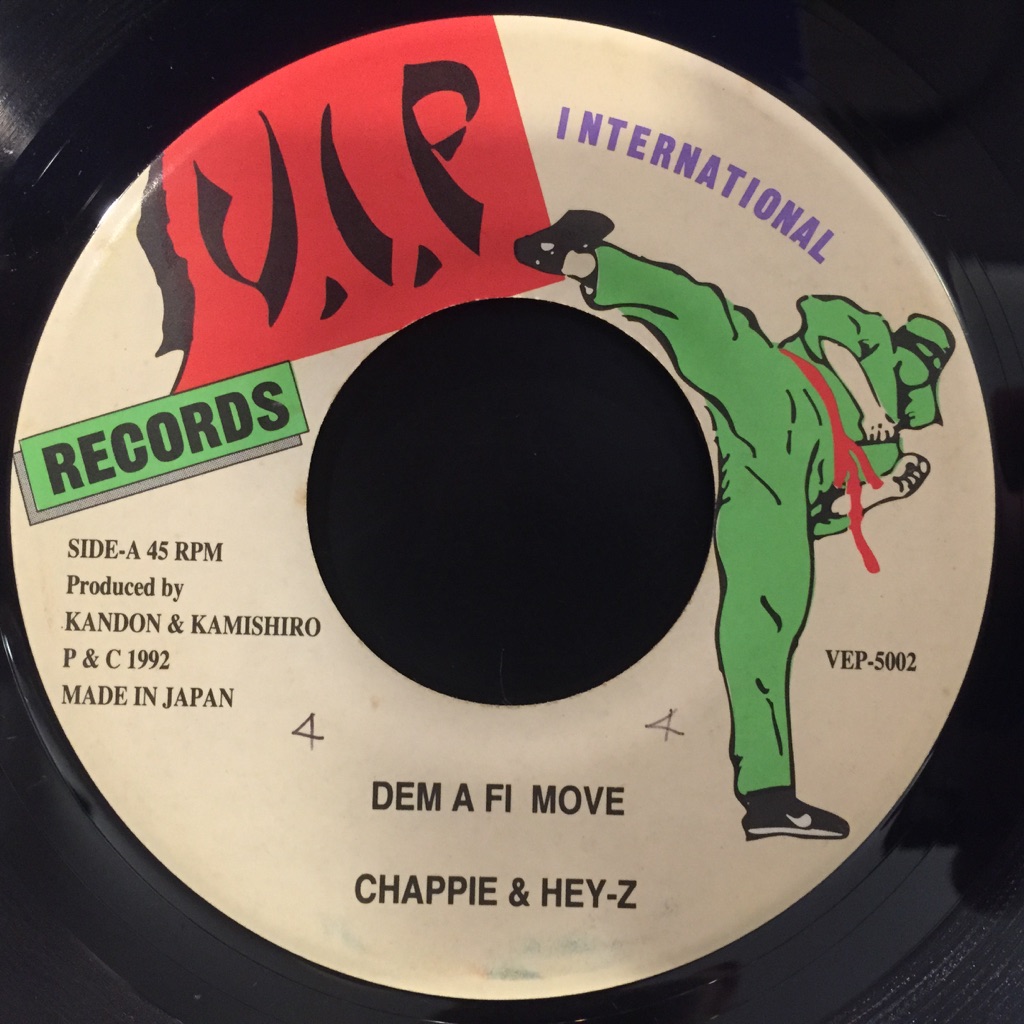 V.I.P
INTERNATIONAL
RECORDS
SIDE-A 45 RPM
Produced by
KANDON & KAMISHIRO
P & C 1992
MADE IN JAPAN
VEP-5002
4 4
DEM A FI MOVE
CHAPPIE & HEY-Z